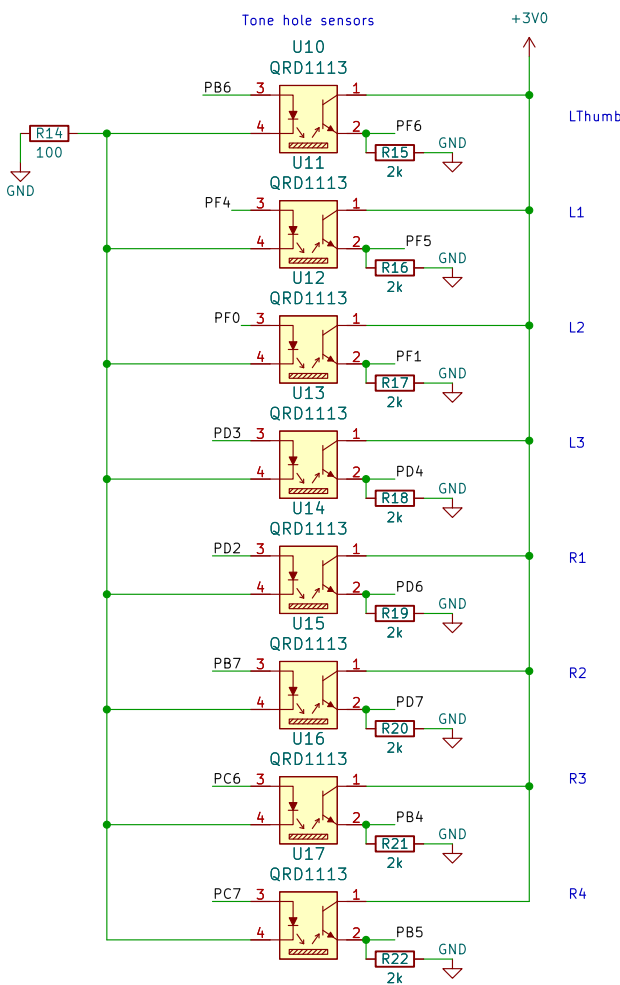 Tone hole sensors
+3V0
U10
QRD1113
PB6 3 1
LThumb
R14 4 2 PF6
100
GND
R15 GND
2k
U11
QRD1113
PF4 3 1
L1
4 2 PF5
R16 GND
2k
U12
QRD1113
PF0 3 1
L2
4 2 PF1
R17 GND
2k
U13
QRD1113
PD3 3 1
L3
4 2 PD4
R18 GND
2k
U14
QRD1113
PD2 3 1
R1
4 2 PD6
R19 GND
2k
U15
QRD1113
PB7 3 1
R2
4 2 PD7
R20 GND
2k
U16
QRD1113
PC6 3 1
R3
4 2 PB4
R21 GND
2k
U17
QRD1113
PC7 3 1
R4
4 2 PB5
R22 GND
2k